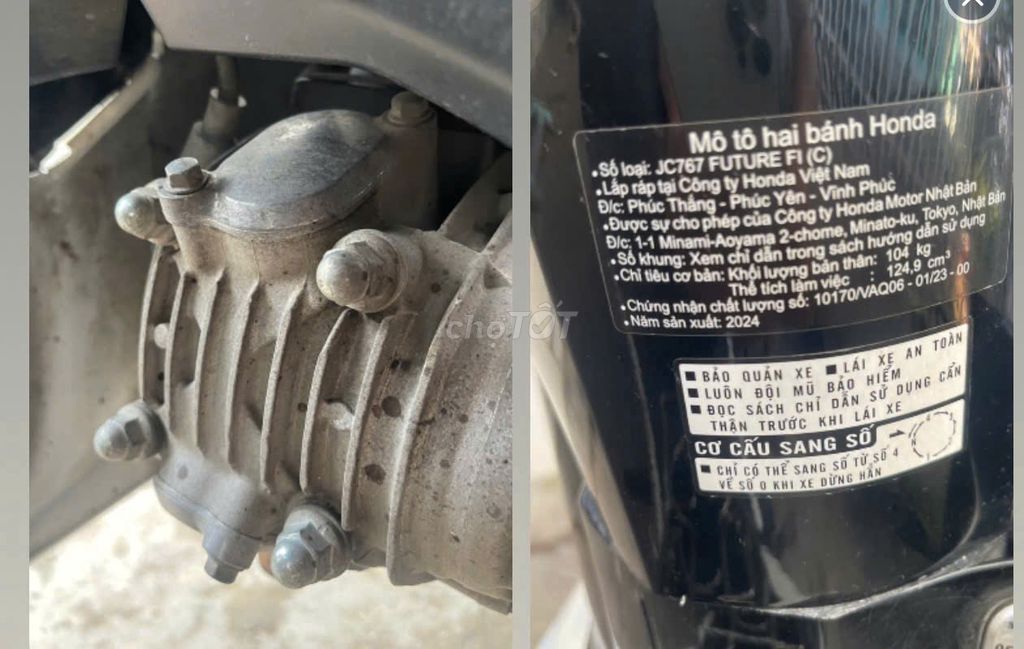 Mô tô hai bánh Honda
•Số loại: JC767 FUTURE FI (C)
•Lắp ráp tại Công ty Honda Việt Nam
Đ/c: Phúc Thắng - Phúc Yên - Vĩnh Phúc
•Được sự cho phép của Công ty Honda Motor Nhật Bản
Đ/c: 1-1 Minami-Aoyama 2-chome, Minato-ku, Tokyo, Nhật Bản
•Số khung: Xem chỉ dẫn trong sách hướng dẫn sử dụng
•Chỉ tiêu cơ bản: Khối lượng bản thân: 104 kg
Thể tích làm việc : 124,9 cm³
•Chứng nhận chất lượng số: 10170/VAQ06 - 01/23 - 00
•Năm sản xuất: 2024
choTỐT
■ BẢO QUẢN XE ■ LÁI XE AN TOÀN
■ LUÔN ĐỘI MŨ BẢO HIỂM
■ ĐỌC SÁCH CHỈ DẪN SỬ DỤNG CẨN
THẬN TRƯỚC KHI LÁI XE
CƠ CẤU SANG SỐ
■ CHỈ CÓ THỂ SANG SỐ TỪ SỐ 4
VỀ SỐ 0 KHI XE DỪNG HẲN